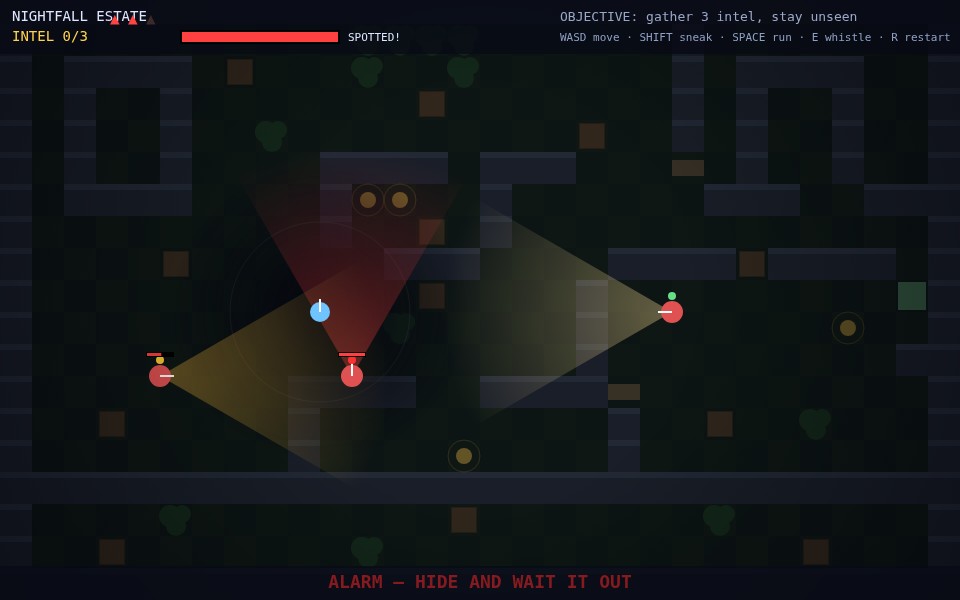 NIGHTFALL ESTATE
OBJECTIVE: gather 3 intel, stay unseen
INTEL 0/3
SPOTTED!
WASD move · SHIFT sneak · SPACE run · E whistle · R restart
ALARM — HIDE AND WAIT IT OUT